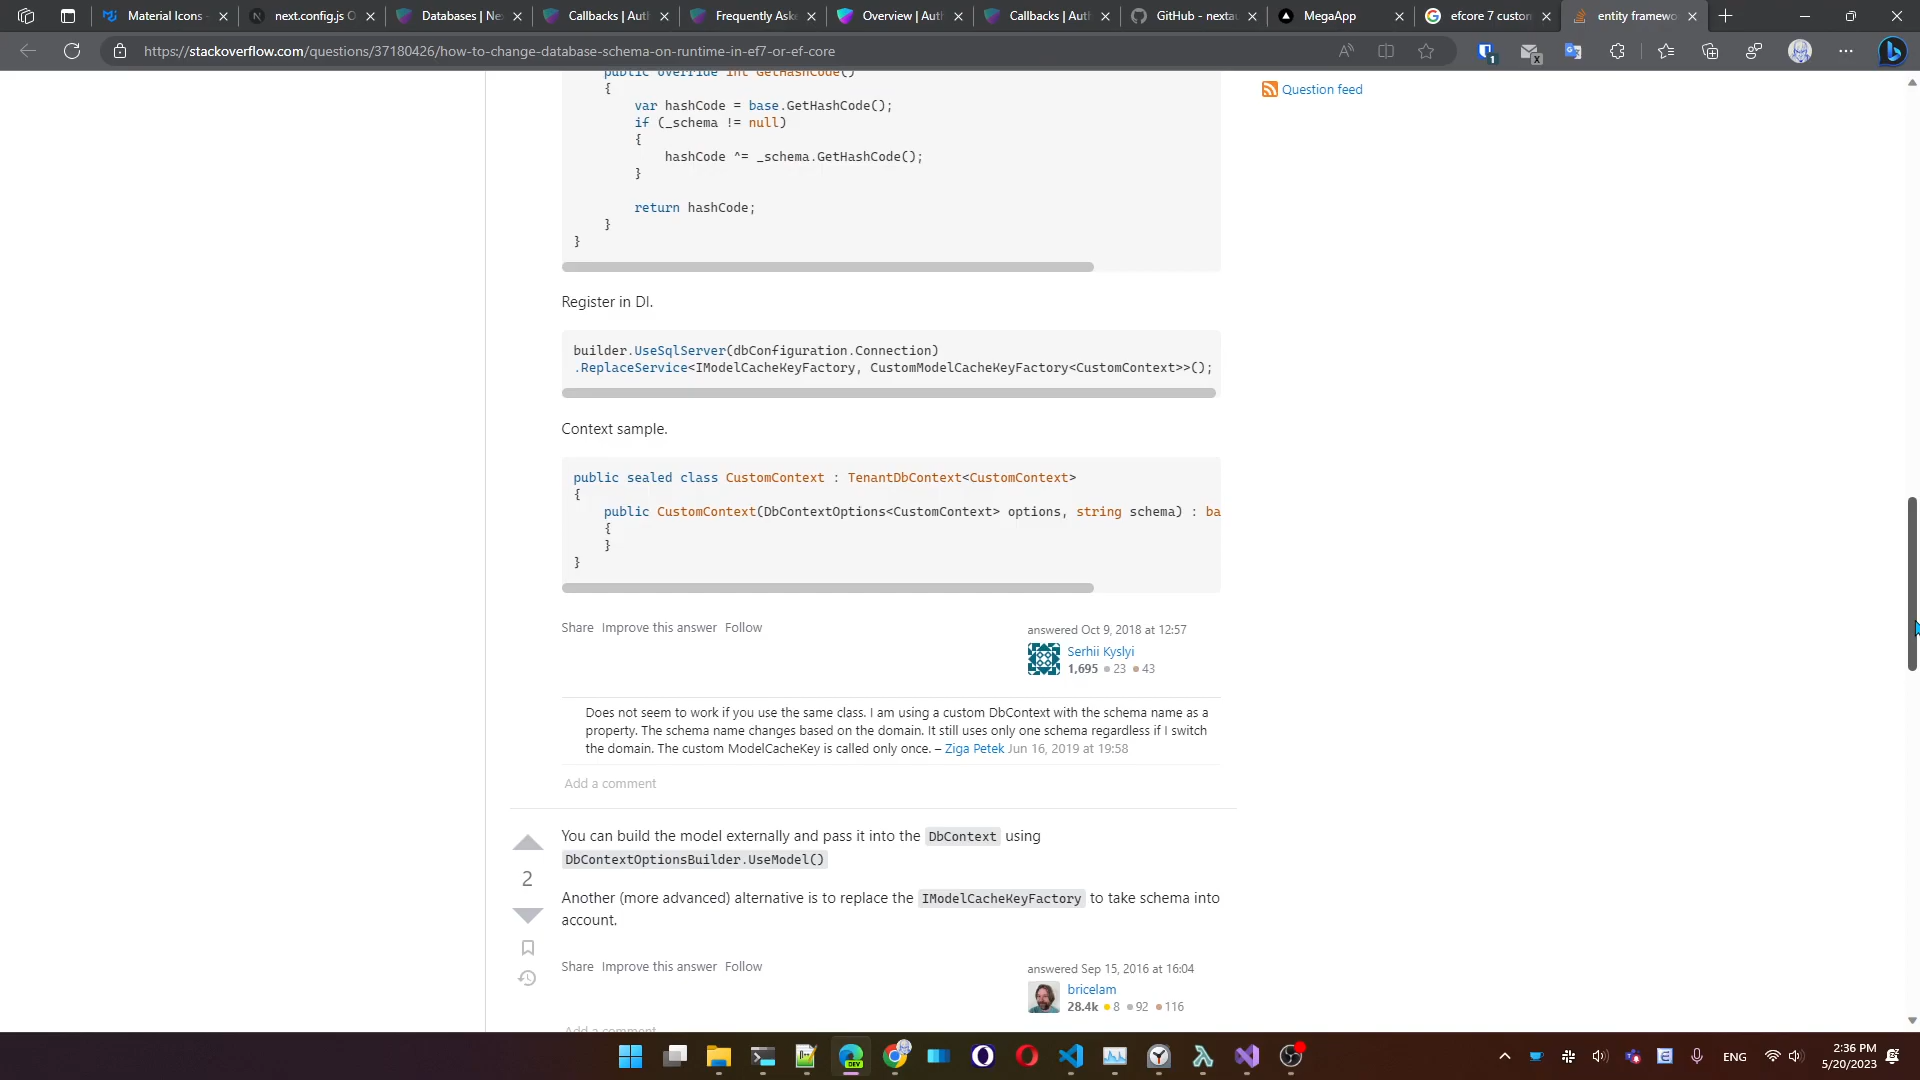 Material Icons -
next.config.js O
Databases | Ne
Callbacks | Auth
Frequently Aske
Overview | Auth
Callbacks | Auth
GitHub - nextau
MegaApp
efcore 7 custon
entity framewo
https://stackoverflow.com/questions/37180426/how-to-change-database-schema-on-runtime-in-ef7-or-ef-core
public override int GetHashCode()
{
var hashCode = base.GetHashCode();
if (_schema != null)
{
hashCode ^= _schema.GetHashCode();
}
return hashCode;
}
}
Question feed
Register in DI.
builder.UseSqlServer(dbConfiguration.Connection)
.ReplaceService<IModelCacheKeyFactory, CustomModelCacheKeyFactory<CustomContext>>();
Context sample.
public sealed class CustomContext : TenantDbContext<CustomContext>
{
public CustomContext(DbContextOptions<CustomContext> options, string schema) : ba
{
}
}
Share Improve this answer Follow
answered Oct 9, 2018 at 12:57
Serhii Kyslyi
1,695 23 43
Does not seem to work if you use the same class. I am using a custom DbContext with the schema name as a
property. The schema name changes based on the domain. It still uses only one schema regardless if I switch
the domain. The custom ModelCacheKey is called only once. – Ziga Petek Jun 16, 2019 at 19:58
Add a comment
You can build the model externally and pass it into the DbContext using
DbContextOptionsBuilder.UseModel()
2
Another (more advanced) alternative is to replace the IModelCacheKeyFactory to take schema into
account.
Share Improve this answer Follow
answered Sep 15, 2016 at 16:04
bricelam
28.4k 8 92 116
Add a comment
ENG
2:36 PM
5/20/2023